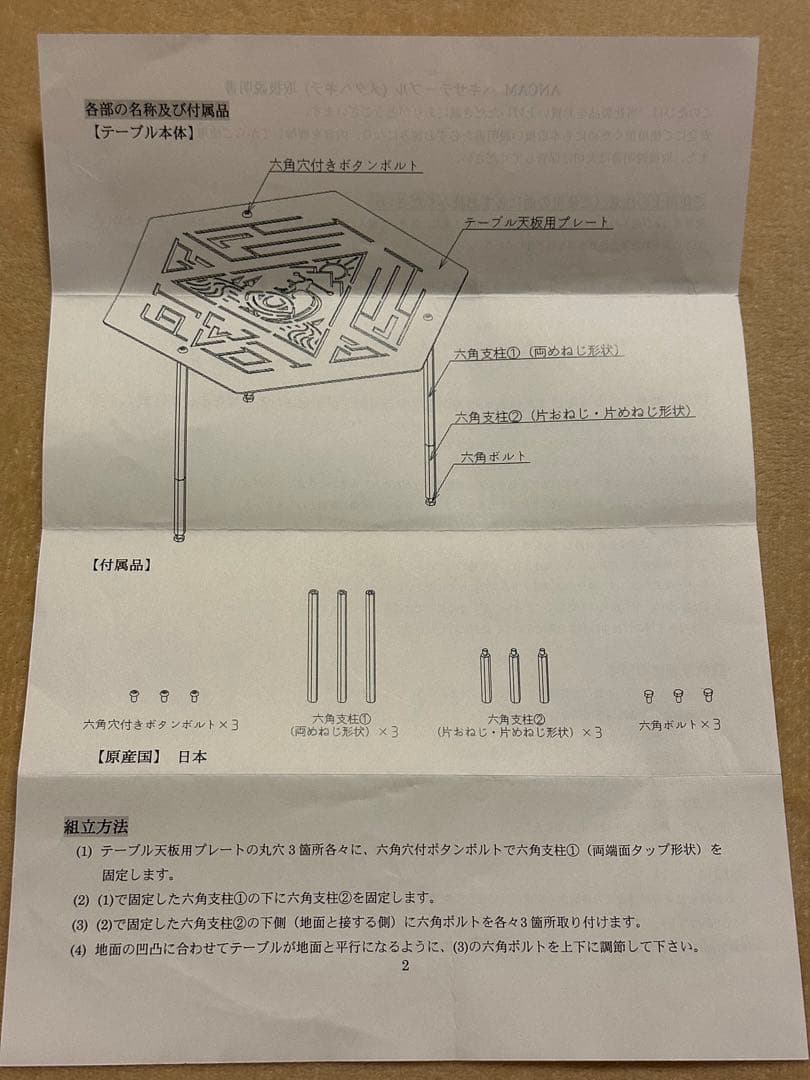 各部の名称及び付属品
【テーブル本体】
六角穴付きボタンボルト
テーブル天板用プレート
六角支柱①（両めねじ形状）
六角支柱②（片おねじ・片めねじ形状）
六角ボルト
【付属品】
六角穴付きボタンボルト×3
六角支柱①
（両めねじ形状）×3
六角支柱②
（片おねじ・片めねじ形状）×3
六角ボルト×3
【原産国】 日本
組立方法
(1) テーブル天板用プレートの丸穴3箇所各々に、六角穴付ボタンボルトで六角支柱①（両端面タップ形状）を
固定します。
(2) (1)で固定した六角支柱①の下に六角支柱②を固定します。
(3) (2)で固定した六角支柱②の下側（地面と接する側）に六角ボルトを各々3箇所取り付けます。
(4) 地面の凹凸に合わせてテーブルが地面と平行になるように、(3)の六角ボルトを上下に調節して下さい。
2